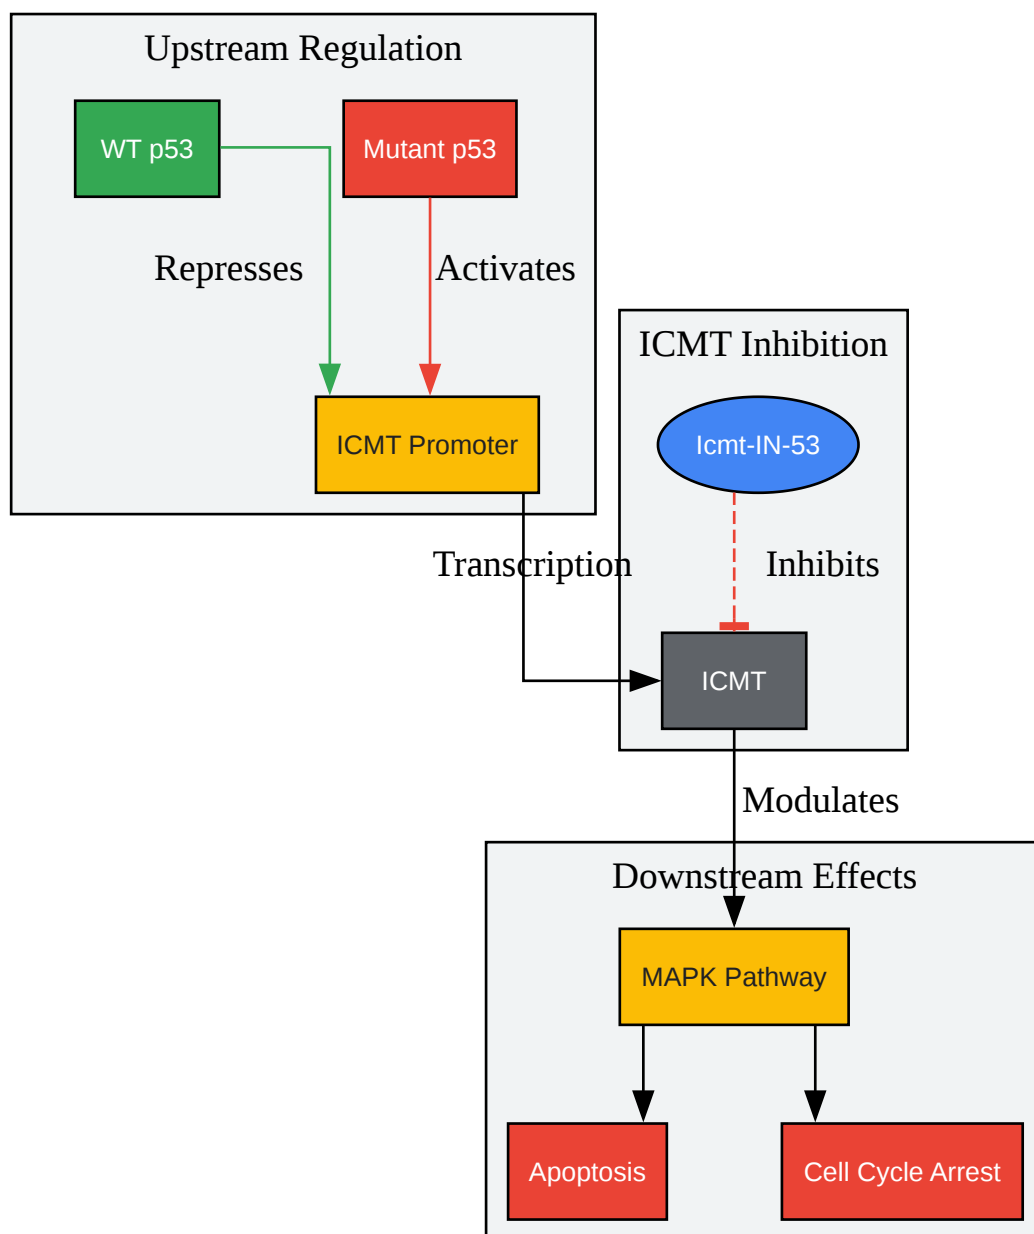 Upstream Regulation
WT p53
Mutant p53
Represses
Activates
ICMT Promoter
ICMT Inhibition
Icmt-IN-53
Transcription
Inhibits
ICMT
Modulates
Downstream Effects
MAPK Pathway
Apoptosis
Cell Cycle Arrest